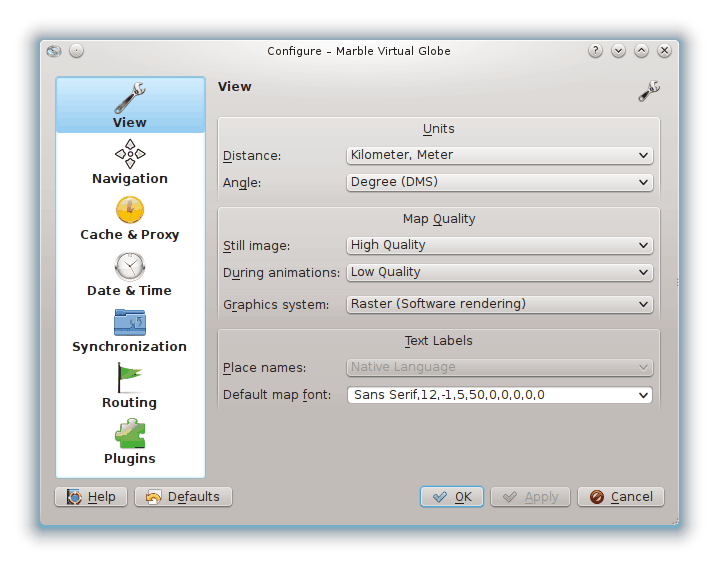 Configure – Marble Virtual Globe
View
Navigation
Cache & Proxy
Date & Time
Synchronization
Routing
Plugins
View
Units
Distance: Kilometer, Meter
Angle: Degree (DMS)
Map Quality
Still image: High Quality
During animations: Low Quality
Graphics system: Raster (Software rendering)
Text Labels
Place names: Native Language
Default map font: Sans Serif,12,-1,5,50,0,0,0,0,0
Help Defaults OK Apply Cancel